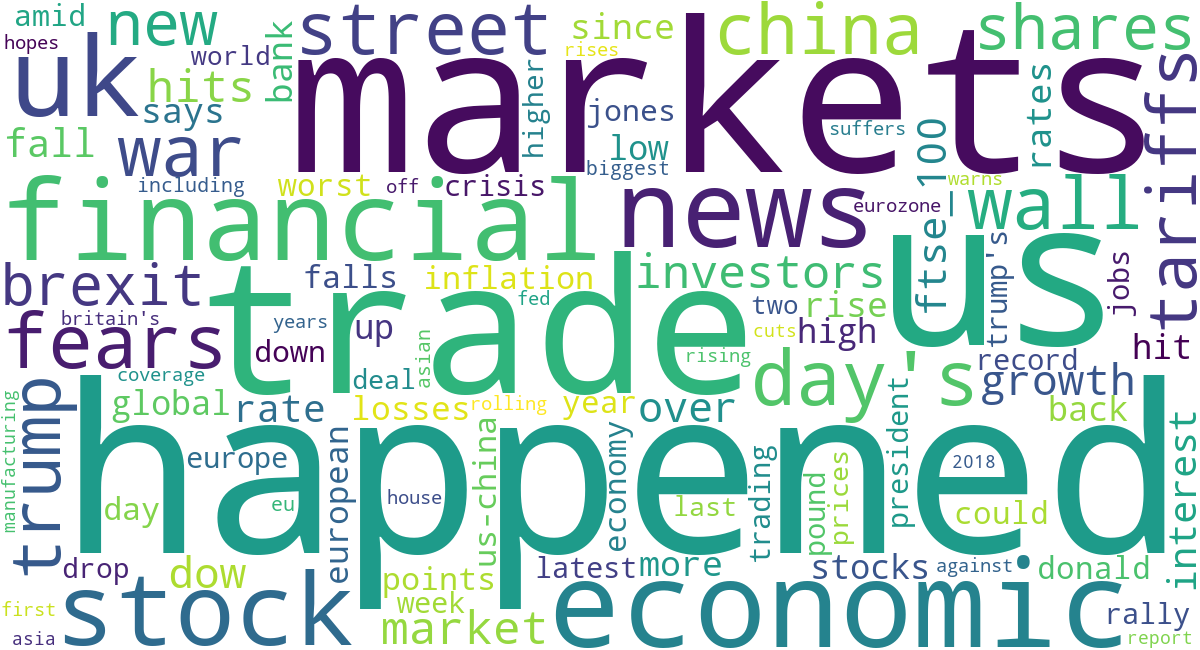 amid
new
street
since
china
shares
hopes
uk
world
bank
markets
rises
hits
says
higher
jones
suffers
ftse_100
rates
tariffs
fall
war
low
biggest
including
worst
off
crisis
news
eurozone
warns
wall
financial
brexit
falls
inflation
fed
investors
two
rise
us
trump's
jobs
britain's
fears
years
up
trade
cuts
high
hit
down
asian
rising
record
coverage
deal
day's
growth
manufacturing
trump
global
rate
losses
rolling
year
over
president
back
interest
happened
europe
european
us-china
economy
trading
prices
2018
house
day
eu
last
pound
could
drop
dow
points
latest
more
stocks
against
donald
first
stock
week
economic
rally
asia
market
report